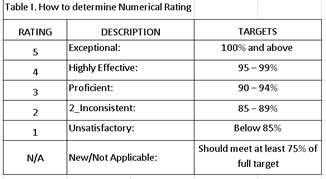 Table I. How to determine Numerical Rating
RATING DESCRIPTION TARGETS
5 Exceptional: 100% and above
4 Highly Effective: 95 – 99%
3 Proficient: 90 – 94%
2 2_Inconsistent: 85 – 89%
1 Unsatisfactory: Below 85%
N/A New/Not Applicable: Should meet at least 75% of
full target